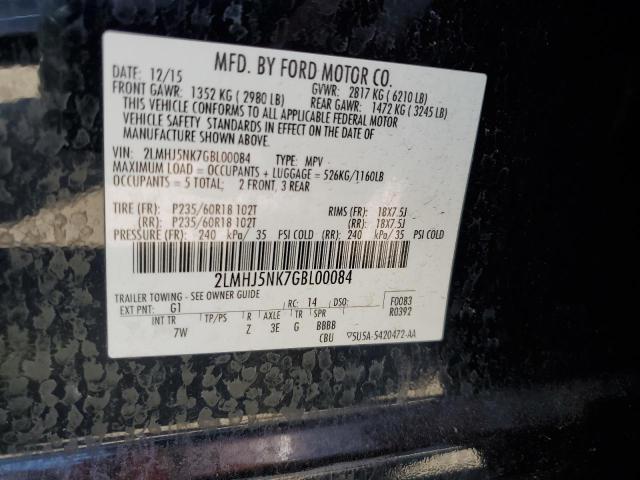 MFD. BY FORD MOTOR CO.
DATE: 12/15 GVWR: 2817 KG ( 6210 LB)
FRONT GAWR: 1352 KG ( 2980 LB) REAR GAWR: 1472 KG ( 3245 LB)
THIS VEHICLE CONFORMS TO ALL APPLICABLE FEDERAL MOTOR
VEHICLE SAFETY STANDARDS IN EFFECT ON THE DATE OF
MANUFACTURE SHOWN ABOVE.
VIN: 2LMHJ5NK7GBL00084 TYPE: MPV
MAXIMUM LOAD = OCCUPANTS + LUGGAGE = 526KG/1160LB
OCCUPANTS = 5 TOTAL; 2 FRONT, 3 REAR
TIRE (FR): P235/60R18 102T RIMS (FR): 18X7.5J
(RR): P235/60R18 102T (RR): 18X7.5J
PRESSURE (FR): 240 kPa/ 35 PSI COLD (RR): 240 kPa/ 35 PSI COLD
2LMHJ5NK7GBL00084
TRAILER TOWING - SEE OWNER GUIDE
EXT PNT: G1 RC: 14 DSO: F0083
R0392
INT TR TP/PS R AXLE TR SPR
7W Z 3E G BBBB
CBU 5U5A-5420472-AA